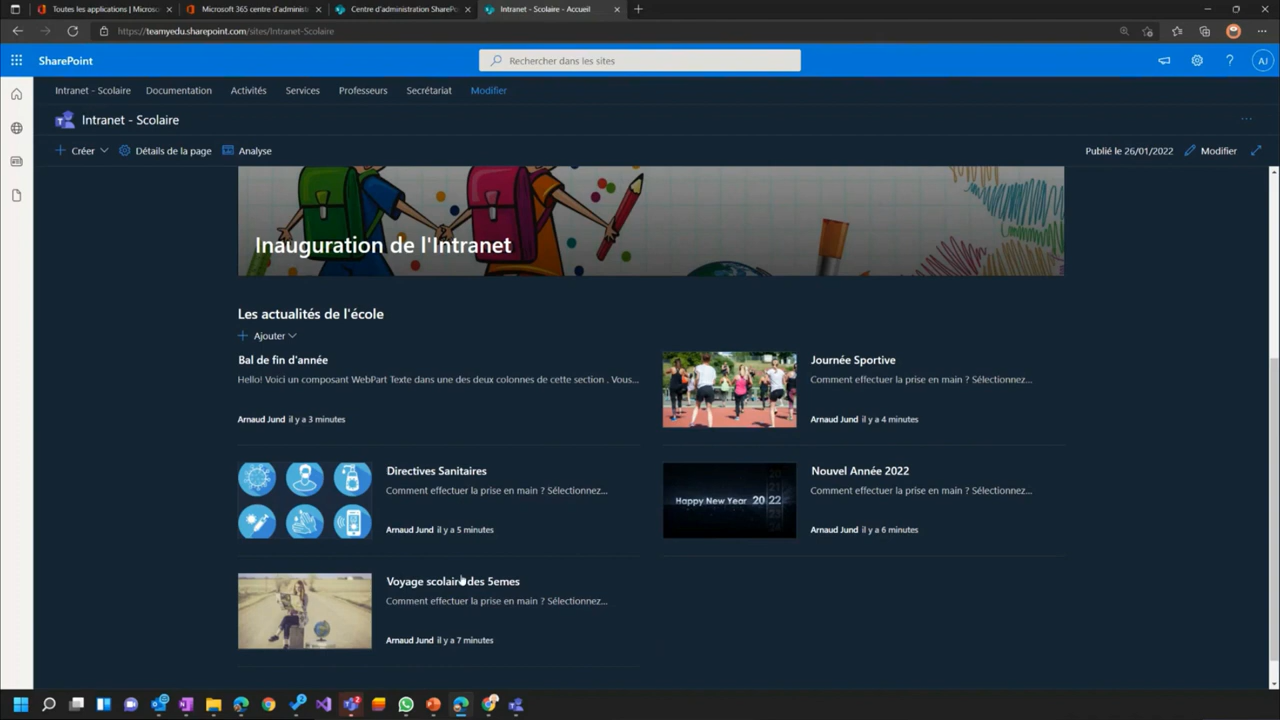 Toutes les applications | Microso
Microsoft 365 centre d'administ
Centre d'administration SharePo
Intranet - Scolaire - Accueil
https://teamyedu.sharepoint.com/sites/Intranet-Scolaire
SharePoint
Rechercher dans les sites
AJ
Intranet - Scolaire
Documentation
Activités
Services
Professeurs
Secrétariat
Modifier
Intranet - Scolaire
Créer
Détails de la page
Analyse
Publié le 26/01/2022
Modifier
Inauguration de l'Intranet
Les actualités de l'école
Ajouter
Bal de fin d'année
Hello! Voici un composant WebPart Texte dans une des deux colonnes de cette section . Vous...
Arnaud Jund il y a 3 minutes
Journée Sportive
Comment effectuer la prise en main ? Sélectionnez...
Arnaud Jund il y a 4 minutes
Directives Sanitaires
Comment effectuer la prise en main ? Sélectionnez...
Arnaud Jund il y a 5 minutes
Happy New Year 2022
Nouvel Année 2022
Comment effectuer la prise en main ? Sélectionnez...
Arnaud Jund il y a 6 minutes
Voyage scolaire des 5emes
Comment effectuer la prise en main ? Sélectionnez...
Arnaud Jund il y a 7 minutes